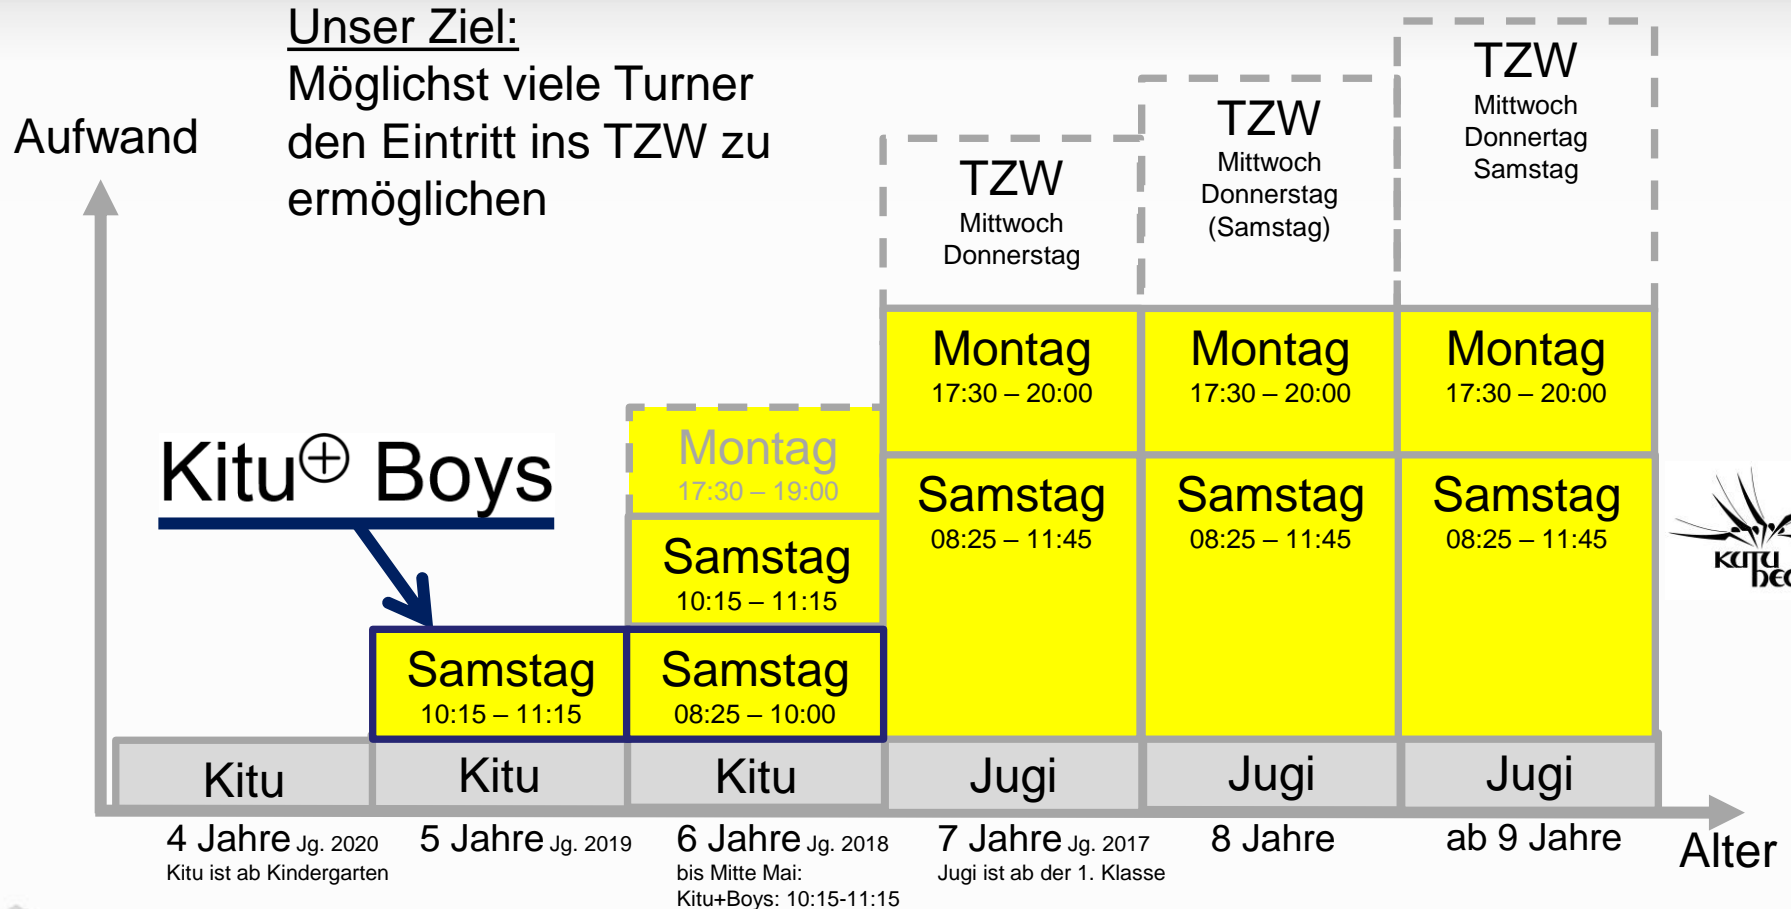 Unser Ziel:
Möglichst viele Turner
den Eintritt ins TZW zu
ermöglichen
Aufwand
TZW
Mittwoch
Donnerstag
TZW
Mittwoch
Donnerstag
(Samstag)
TZW
Mittwoch
Donnertag
Samstag
Kitu⊕ Boys
Montag
17:30 – 19:00
Samstag
10:15 – 11:15
Samstag
10:15 – 11:15
Samstag
08:25 – 10:00
Montag
17:30 – 20:00
Samstag
08:25 – 11:45
Montag
17:30 – 20:00
Samstag
08:25 – 11:45
Montag
17:30 – 20:00
Samstag
08:25 – 11:45
KUTU
Kitu
Kitu
Kitu
Jugi
Jugi
Jugi
4 Jahre Jg. 2020
Kitu ist ab Kindergarten
5 Jahre Jg. 2019
6 Jahre Jg. 2018
bis Mitte Mai:
Kitu+Boys: 10:15-11:15
7 Jahre Jg. 2017
Jugi ist ab der 1. Klasse
8 Jahre
ab 9 Jahre
Alter